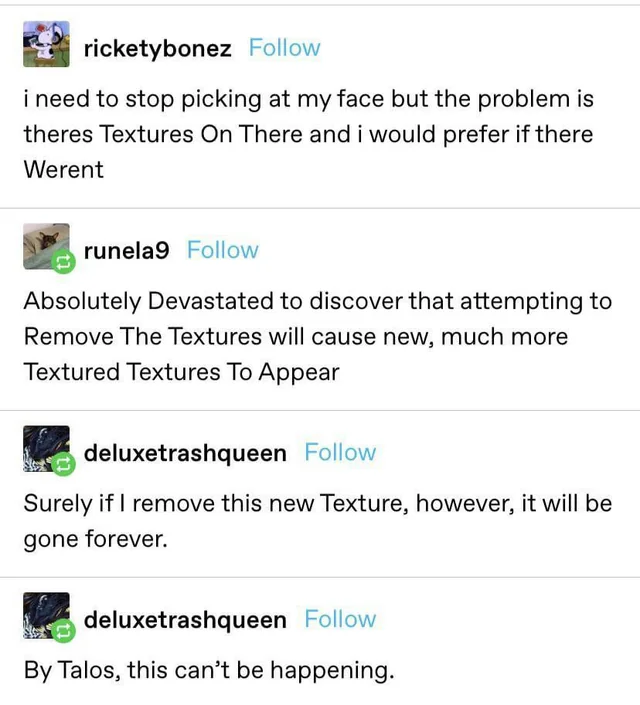 ricketybonez Follow
i need to stop picking at my face but the problem is
theres Textures On There and i would prefer if there
Werent
runela9 Follow
Absolutely Devastated to discover that attempting to
Remove The Textures will cause new, much more
Textured Textures To Appear
deluxetrashqueen Follow
Surely if I remove this new Texture, however, it will be
gone forever.
deluxetrashqueen Follow
By Talos, this can’t be happening.